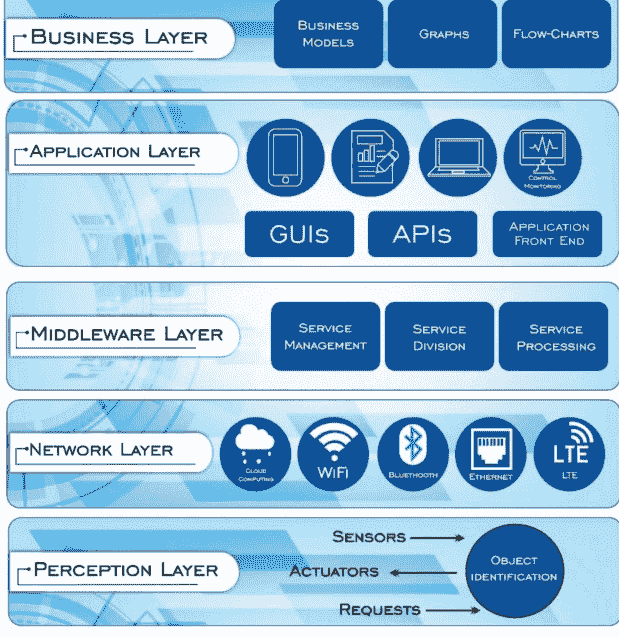 BUSINESS LAYER
BUSINESS
MODELS
GRAPHS
FLOW-CHARTS
APPLICATION LAYER
CONTROL
MONITORING
GUIs
APIs
APPLICATION
FRONT END
MIDDLEWARE LAYER
SERVICE
MANAGEMENT
SERVICE
DIVISION
SERVICE
PROCESSING
NETWORK LAYER
CLOUD
COMPUTING
WiFi
BLUETHOOTH
ETHERNET
LTE
LTE
PERCEPTION LAYER
SENSORS
ACTUATORS
REQUESTS
OBJECT
IDENTIFICATION